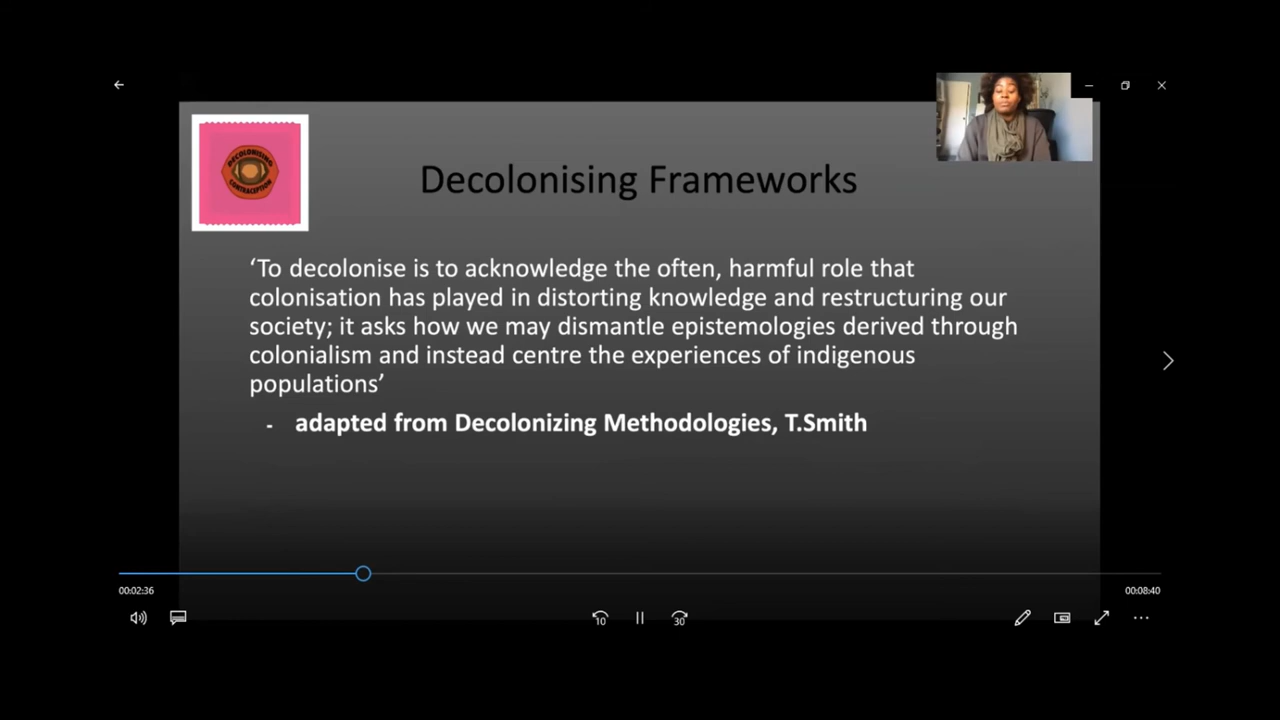 DECOLONISING
CONTRACEPTION
Decolonising Frameworks
‘To decolonise is to acknowledge the often, harmful role that
colonisation has played in distorting knowledge and restructuring our
society; it asks how we may dismantle epistemologies derived through
colonialism and instead centre the experiences of indigenous
populations’
- adapted from Decolonizing Methodologies, T.Smith
00:02:36
00:08:40
10
30